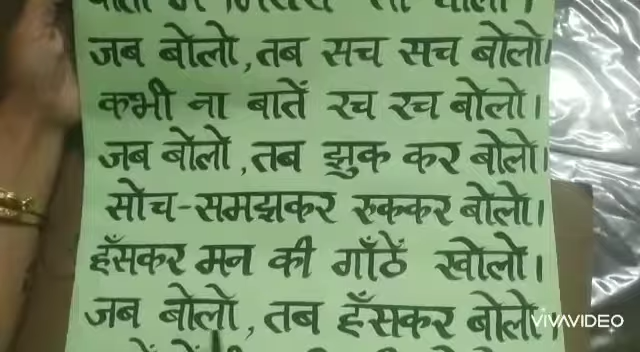 जब बोलो, तब सच सच बोलो।
कभी ना बातें रच रच बोलो।
जब बोलो, तब झुक कर बोलो।
सोच-समझकर रुककर बोलो।
हँसकर मन की गाँठें खोलो।
जब बोलो, तब हँसकर बोलो।
VIVAVIDEO